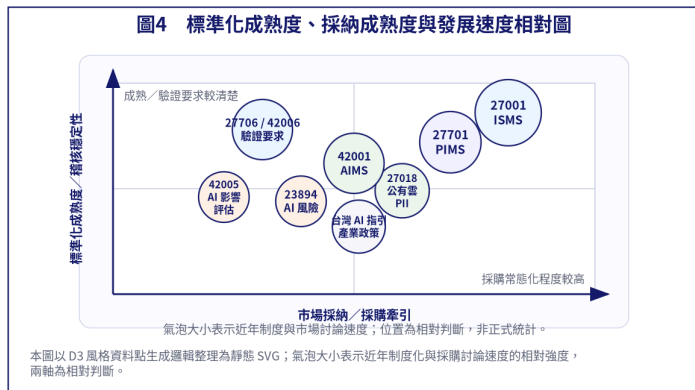 圖4 標準化成熟度、採納成熟度與發展速度相對圖
成熟／驗證要求較清楚
27001
ISMS
27706 / 42006
驗證要求
27701
PIMS
42001
AIMS
27018
公有雲
PII
42005
AI 影響
評估
23894
AI 風險
台灣 AI 指引
產業政策
標準化成熟度／稽核穩定性
採購常態化程度較高
市場採納／採購牽引
氣泡大小表示近年制度與市場討論速度；位置為相對判斷，非正式統計。
本圖以 D3 風格資料點生成邏輯整理為靜態 SVG；氣泡大小表示近年制度化與採購討論速度的相對強度，
兩軸為相對判斷。